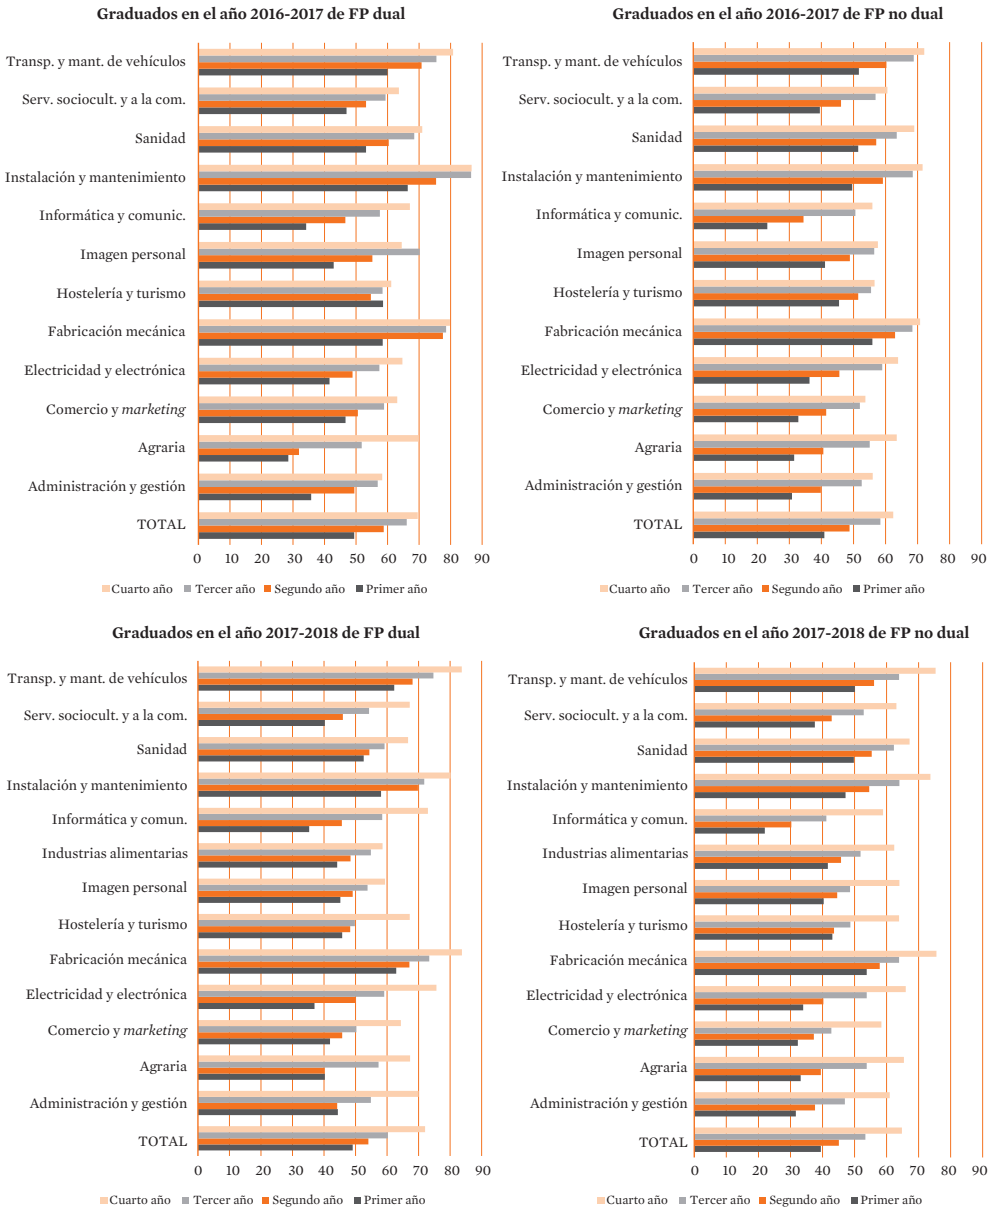 Graduados en el año 2016-2017 de FP dual
Transp. y mant. de vehículos
Serv. sociocult. y a la com.
Sanidad
Instalación y mantenimiento
Informática y comunic.
Imagen personal
Hostelería y turismo
Fabricación mecánica
Electricidad y electrónica
Comercio y marketing
Agraria
Administración y gestión
TOTAL
0 10 20 30 40 50 60 70 80 90
Cuarto año Tercer año Segundo año Primer año
Graduados en el año 2016-2017 de FP no dual
Transp. y mant. de vehículos
Serv. sociocult. y a la com.
Sanidad
Instalación y mantenimiento
Informática y comunic.
Imagen personal
Hostelería y turismo
Fabricación mecánica
Electricidad y electrónica
Comercio y marketing
Agraria
Administración y gestión
TOTAL
0 10 20 30 40 50 60 70 80 90
Cuarto año Tercer año Segundo año Primer año
Graduados en el año 2017-2018 de FP dual
Transp. y mant. de vehículos
Serv. sociocult. y a la com.
Sanidad
Instalación y mantenimiento
Informática y comun.
Industrias alimentarias
Imagen personal
Hostelería y turismo
Fabricación mecánica
Electricidad y electrónica
Comercio y marketing
Agraria
Administración y gestión
TOTAL
0 10 20 30 40 50 60 70 80 90
Cuarto año Tercer año Segundo año Primer año
Graduados en el año 2017-2018 de FP no dual
Transp. y mant. de vehículos
Serv. sociocult. y a la com.
Sanidad
Instalación y mantenimiento
Informática y comun.
Industrias alimentarias
Imagen personal
Hostelería y turismo
Fabricación mecánica
Electricidad y electrónica
Comercio y marketing
Agraria
Administración y gestión
TOTAL
0 10 20 30 40 50 60 70 80 90
Cuarto año Tercer año Segundo año Primer año